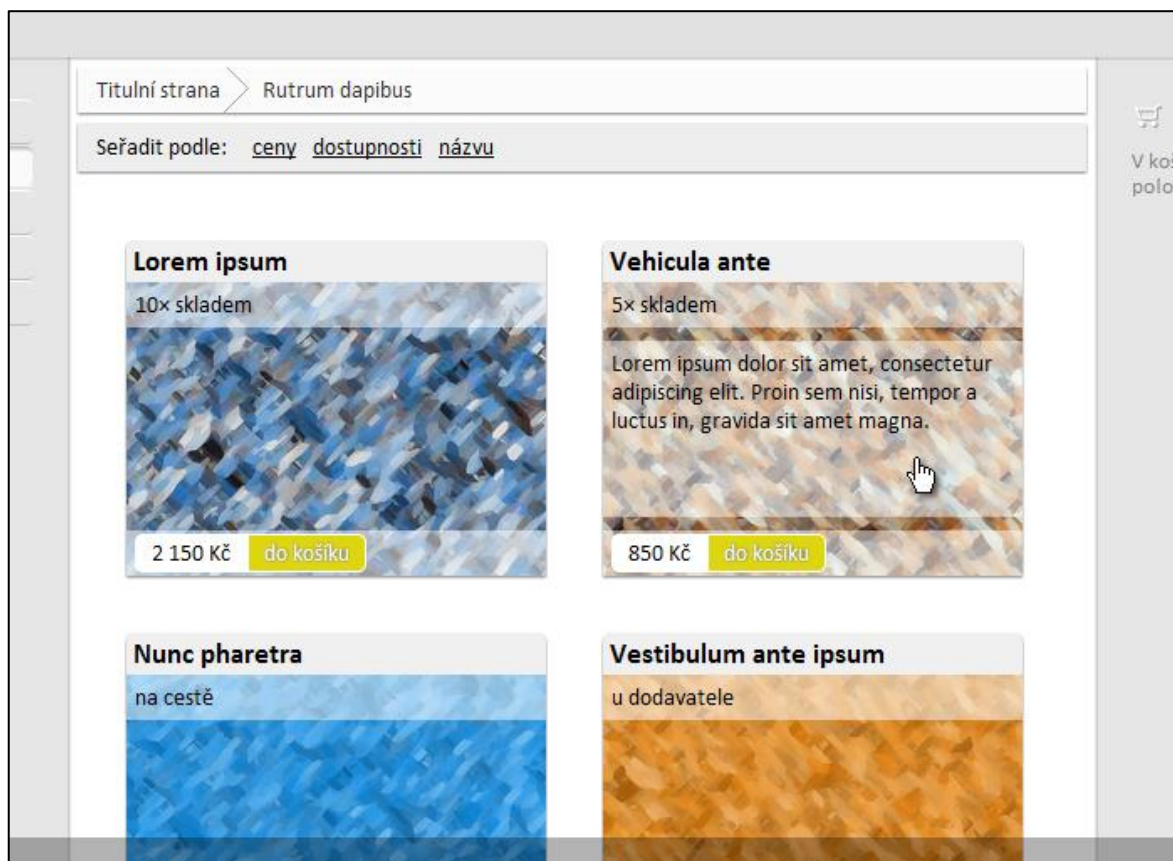 Titulní strana Rutrum dapibus
Seřadit podle: ceny dostupnosti názvu
Lorem ipsum
10× skladem
2 150 Kč do košíku
Vehicula ante
5× skladem
Lorem ipsum dolor sit amet, consectetur
adipiscing elit. Proin sem nisi, tempor a
luctus in, gravida sit amet magna.
850 Kč do košíku
Nunc pharetra
na cestě
Vestibulum ante ipsum
u dodavatele
V